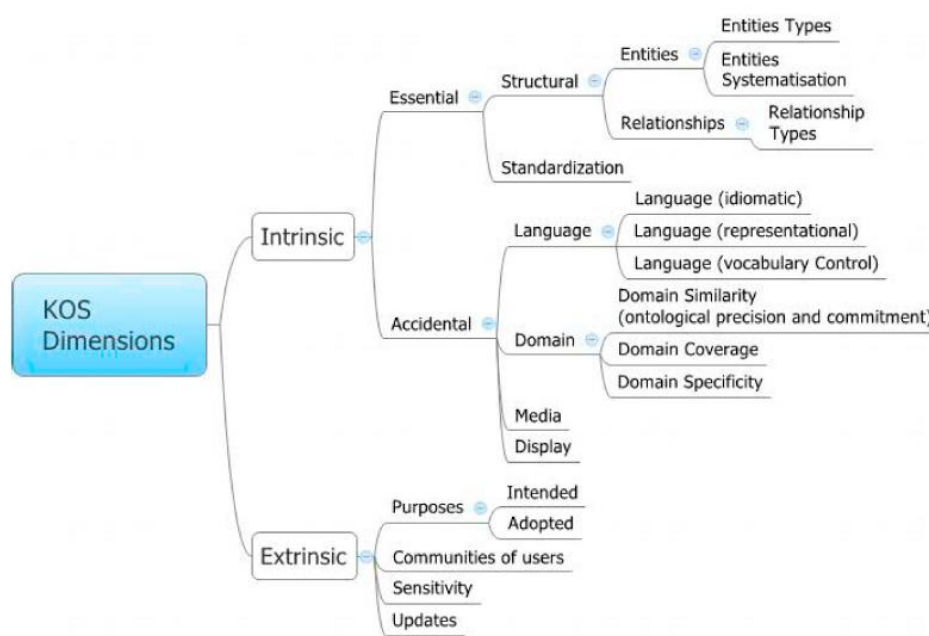 KOS
Dimensions
Intrinsic
Essential
Structural
Entities
Entities Types
Entities
Systematisation
Relationships
Relationship
Types
Standardization
Accidental
Language
Language (idiomatic)
Language (representational)
Language (vocabulary Control)
Domain
Domain Similarity
(ontological precision and commitment)
Domain Coverage
Domain Specificity
Media
Display
Extrinsic
Purposes
Intended
Adopted
Communities of users
Sensitivity
Updates